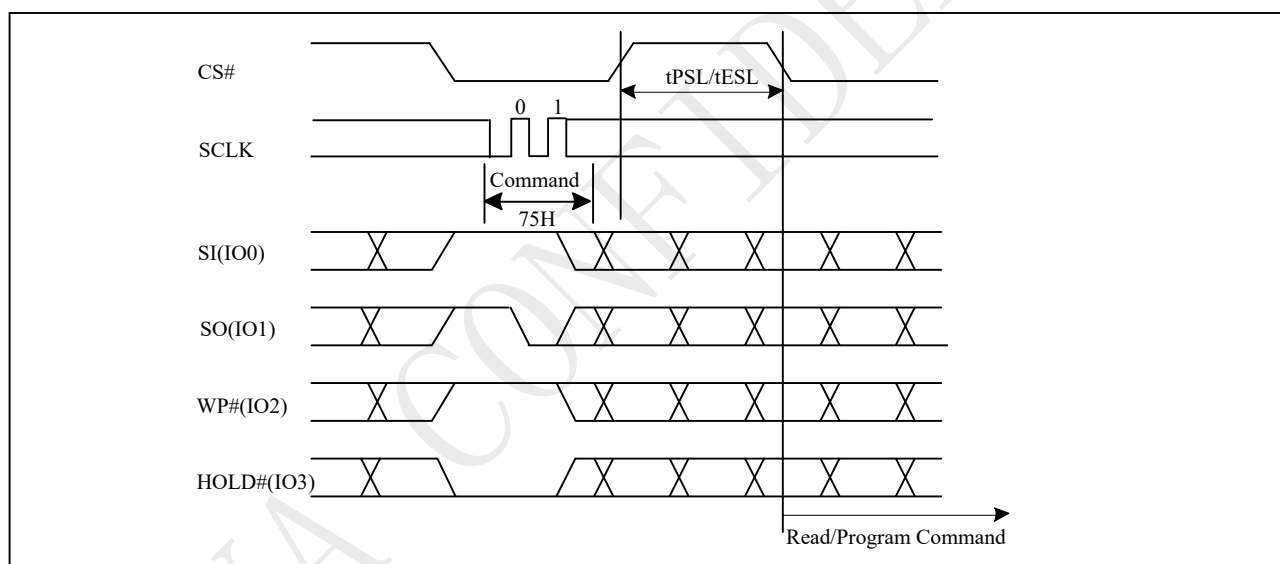 CS#
tPSL/tESL
0 1
SCLK
Command
75H
SI(IO0)
SO(IO1)
WP#(IO2)
HOLD#(IO3)
Read/Program Command